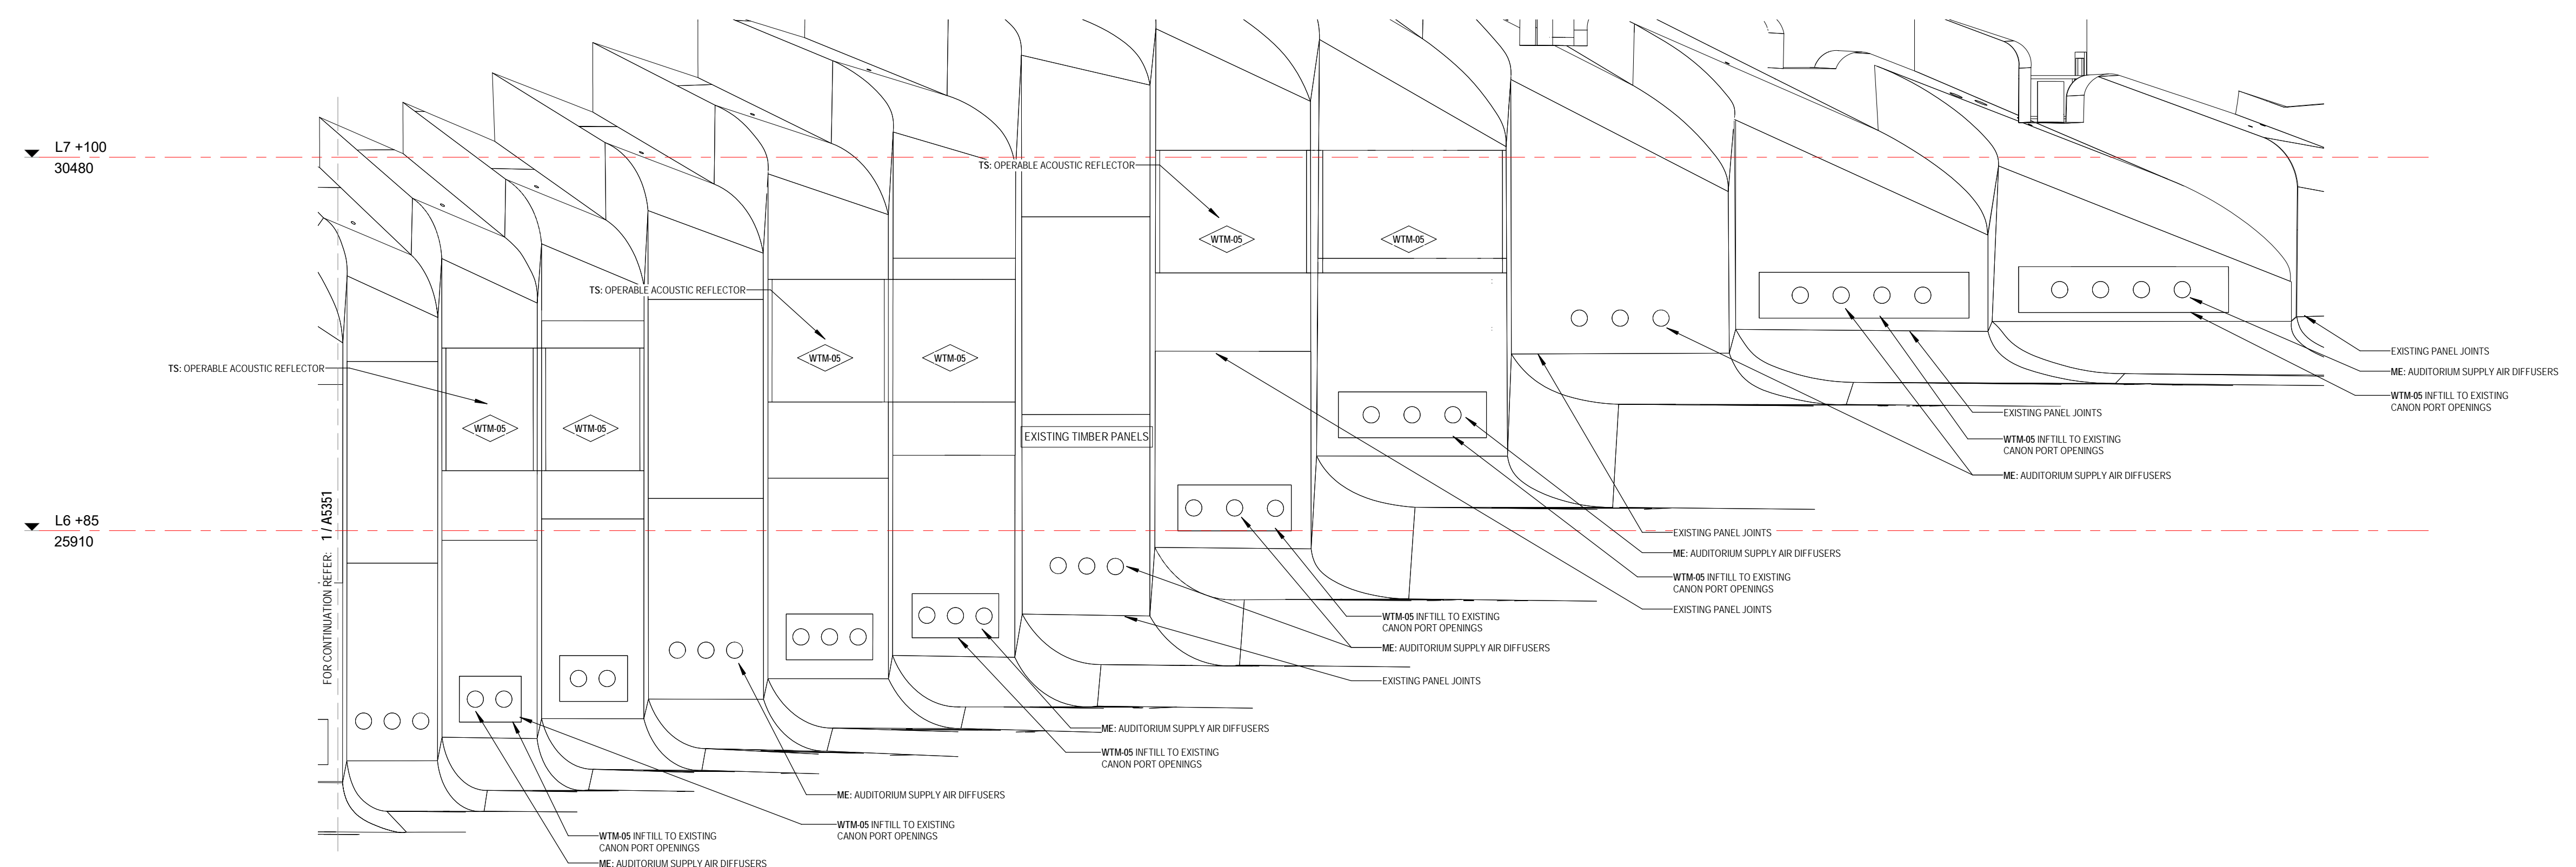 L7 +100
30480
TS: OPERABLE ACOUSTIC REFLECTOR
WTM-05
WTM-05
TS: OPERABLE ACOUSTIC REFLECTOR
WTM-05
WTM-05
TS: OPERABLE ACOUSTIC REFLECTOR
WTM-05
WTM-05
EXISTING TIMBER PANELS
EXISTING PANEL JOINTS
ME: AUDITORIUM SUPPLY AIR DIFFUSERS
WTM-05 INFTILL TO EXISTING
CANON PORT OPENINGS
EXISTING PANEL JOINTS
WTM-05 INFTILL TO EXISTING
CANON PORT OPENINGS
ME: AUDITORIUM SUPPLY AIR DIFFUSERS
L6 +85
25910
FOR CONTINUATION REFER: 1 / A5351
EXISTING PANEL JOINTS
ME: AUDITORIUM SUPPLY AIR DIFFUSERS
WTM-05 INFTILL TO EXISTING
CANON PORT OPENINGS
EXISTING PANEL JOINTS
WTM-05 INFTILL TO EXISTING
CANON PORT OPENINGS
ME: AUDITORIUM SUPPLY AIR DIFFUSERS
EXISTING PANEL JOINTS
ME: AUDITORIUM SUPPLY AIR DIFFUSERS
WTM-05 INFTILL TO EXISTING
CANON PORT OPENINGS
ME: AUDITORIUM SUPPLY AIR DIFFUSERS
WTM-05 INFTILL TO EXISTING
CANON PORT OPENINGS
WTM-05 INFTILL TO EXISTING
CANON PORT OPENINGS
ME: AUDITORIUM SUPPLY AIR DIFFUSERS